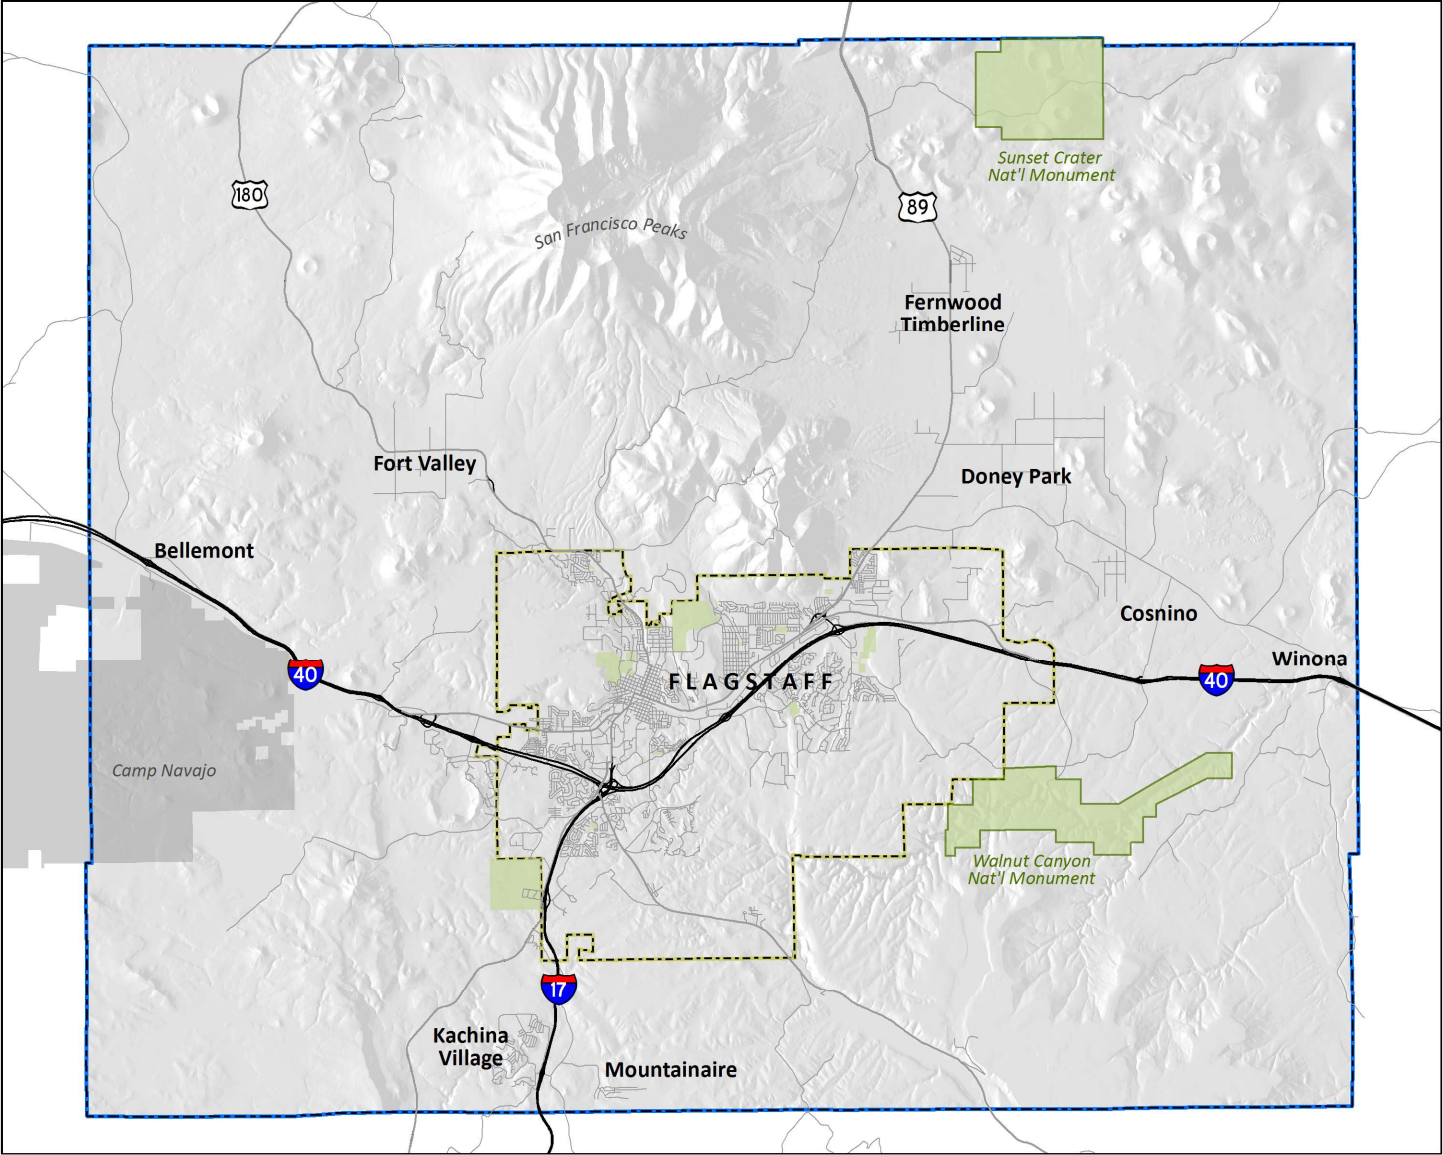 Sunset Crater
Nat'l Monument
180
89
San Francisco Peaks
Fernwood
Timberline
Fort Valley
Doney Park
Bellemont
Cosnino
Winona
40
FLAGSTAFF
40
Camp Navajo
Walnut Canyon
Nat'l Monument
17
Kachina
Village
Mountainaire